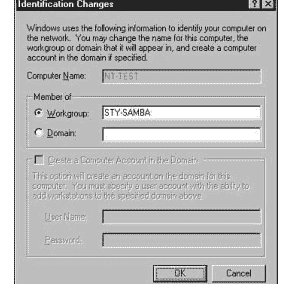 Identification Changes
Windows uses the following information to identify your computer on
the network. You may change the name for this computer, the
workgroup or domain that it will appear in, and create a computer
account in the domain if specified.
Computer Name: NT-TEST
Member of
Workgroup: STY-SAMBA
Domain:
Create a Computer Account in the Domain
This option will create an account on the domain for this
computer. You must specify a user account with the ability to
add workstations to the specified domain above.
User Name:
Password:
OK Cancel